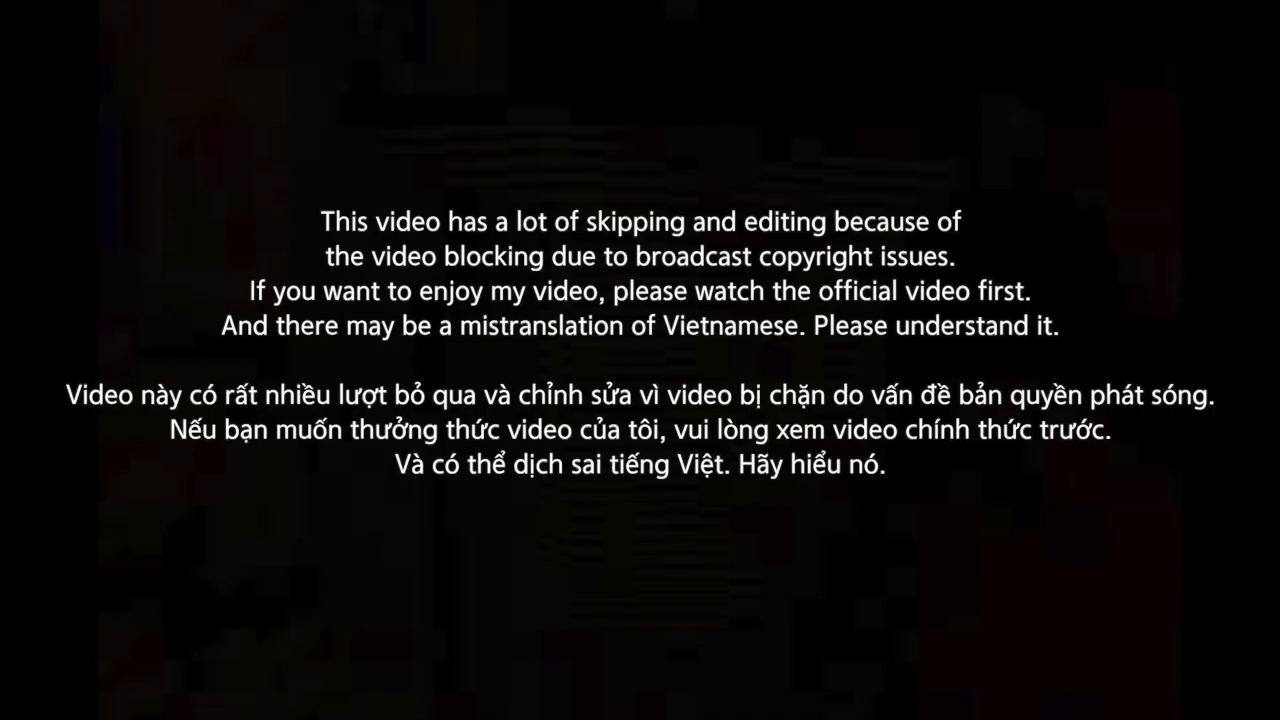 This video has a lot of skipping and editing because of
the video blocking due to broadcast copyright issues.
If you want to enjoy my video, please watch the official video first.
And there may be a mistranslation of Vietnamese. Please understand it.
Video này có rất nhiều lượt bỏ qua và chỉnh sửa vì video bị chặn do vấn đề bản quyền phát sóng.
Nếu bạn muốn thưởng thức video của tôi, vui lòng xem video chính thức trước.
Và có thể dịch sai tiếng Việt. Hãy hiểu nó.